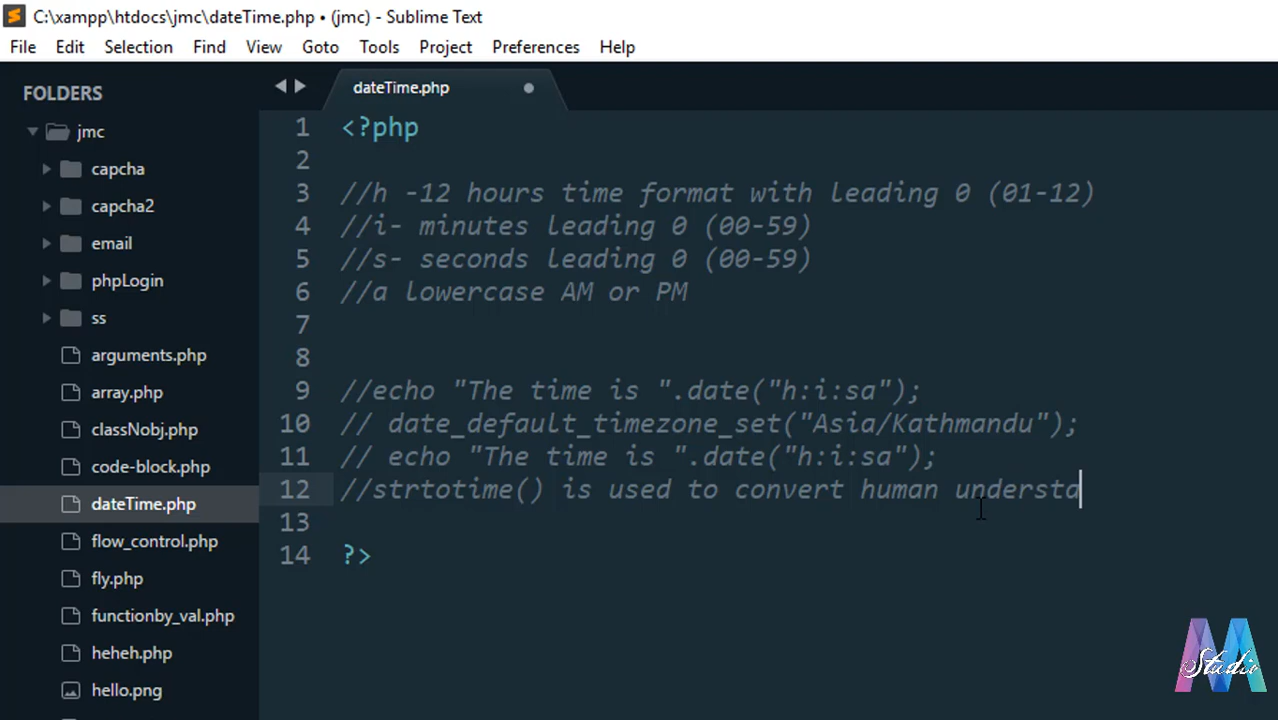 C:\xampp\htdocs\jmc\dateTime.php • (jmc) - Sublime Text
File Edit Selection Find View Goto Tools Project Preferences Help
FOLDERS
jmc
capcha
capcha2
email
phpLogin
ss
arguments.php
array.php
classNobj.php
code-block.php
dateTime.php
flow_control.php
fly.php
functionby_val.php
heheh.php
hello.png
dateTime.php
1 <?php
2
3 //h -12 hours time format with leading 0 (01-12)
4 //i- minutes leading 0 (00-59)
5 //s- seconds leading 0 (00-59)
6 //a lowercase AM or PM
7
8
9 //echo "The time is ".date("h:i:sa");
10 // date_default_timezone_set("Asia/Kathmandu");
11 // echo "The time is ".date("h:i:sa");
12 //strtotime() is used to convert human understa
13
14 ?>
Studio